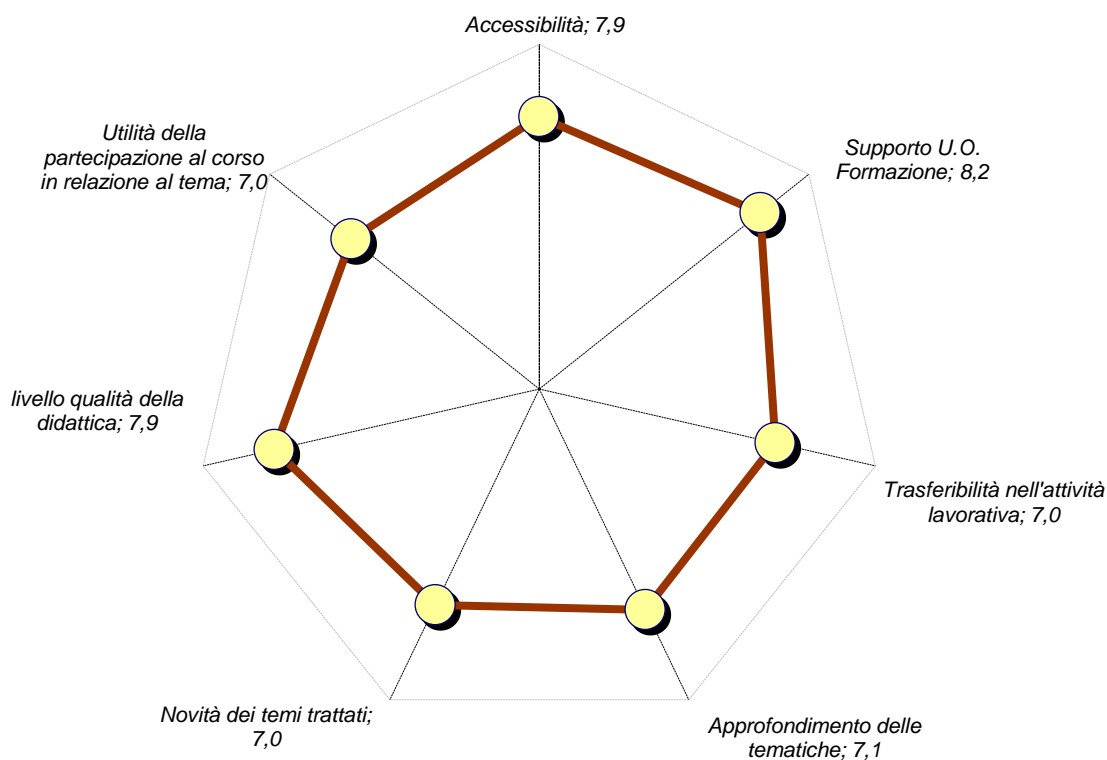 Accessibilità; 7,9
Supporto U.O.
Formazione; 8,2
Trasferibilità nell'attività
lavorativa; 7,0
Approfondimento delle
tematiche; 7,1
Novità dei temi trattati;
7,0
livello qualità della
didattica; 7,9
Utilità della
partecipazione al corso
in relazione al tema; 7,0